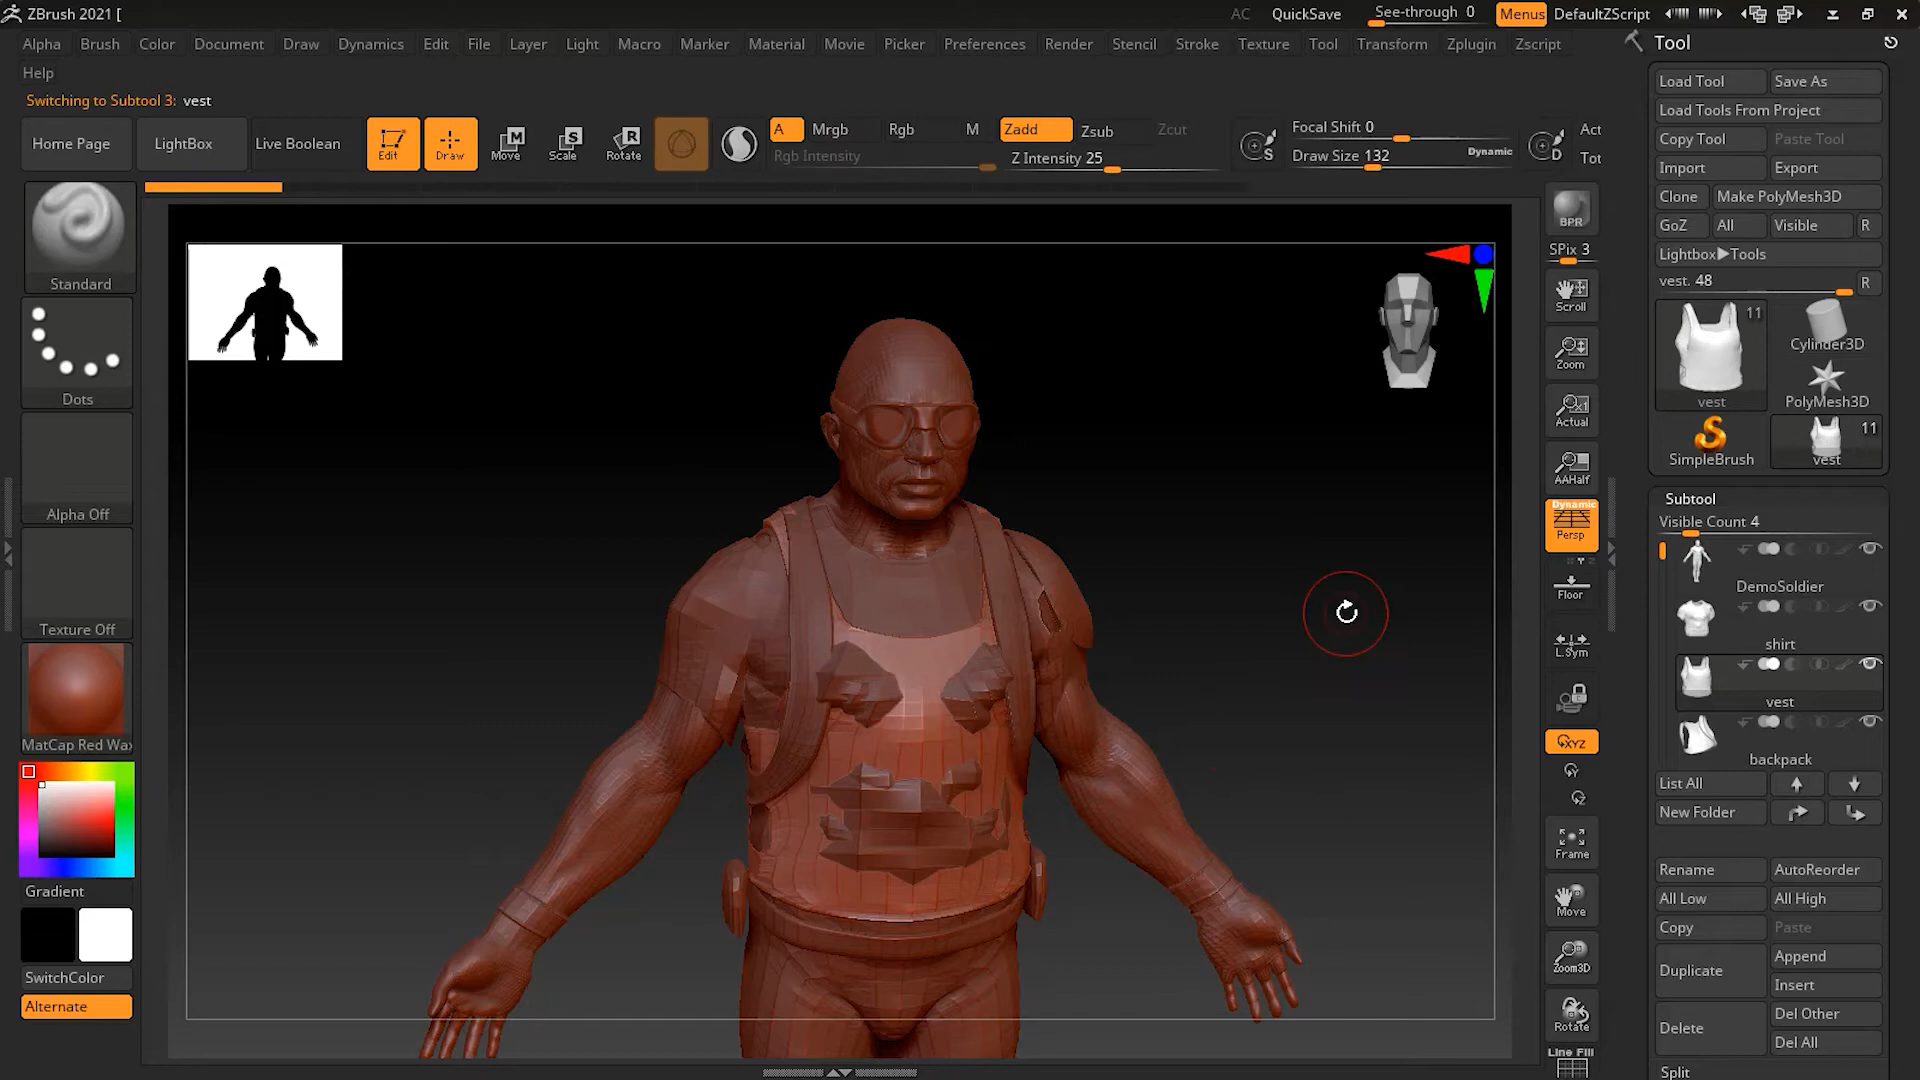 ZBrush 2021 [
AC
QuickSave
See-through 0
Menus
DefaultZScript
Alpha Brush Color Document Draw Dynamics Edit File Layer Light Macro Marker Material Movie Picker Preferences Render Stencil Stroke Texture Tool Transform Zplugin Zscript
Help
Switching to Subtool 3: vest
Home Page
LightBox
Live Boolean
Edit
Draw
Move
Scale
Rotate
A
Mrgb
Rgb
M
Zadd
Zsub
Zcut
Rgb Intensity
Z Intensity 25
Focal Shift 0
Draw Size 132
Dynamic
Act
Tot
Standard
Dots
Alpha Off
Texture Off
MatCap Red Wax
Gradient
SwitchColor
Alternate
BPR
SPix 3
Scroll
Zoom
Actual
AAHalf
Dynamic
Persp
Floor
L.Sym
XYZ
Frame
Move
Zoom3D
Rotate
Line Fill
Tool
Load Tool
Save As
Load Tools From Project
Copy Tool
Paste Tool
Import
Export
Clone
Make PolyMesh3D
GoZ
All
Visible
R
Lightbox▶Tools
vest. 48
R
11
vest
Cylinder3D
PolyMesh3D
SimpleBrush
11
vest
Subtool
Visible Count 4
DemoSoldier
shirt
vest
backpack
List All
New Folder
Rename
AutoReorder
All Low
All High
Copy
Paste
Duplicate
Append
Insert
Delete
Del Other
Del All
Split